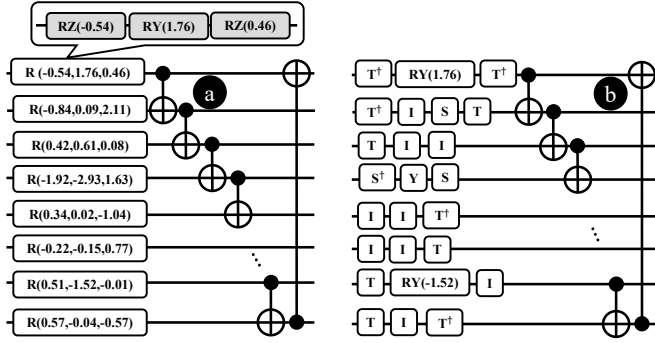 RZ(-0.54) RY(1.76) RZ(0.46)
R (-0.54,1.76,0.46)
R(-0.84,0.09,2.11)
R(0.42,0.61,0.08)
R(-1.92,-2.93,1.63)
R(0.34,0.02,-1.04)
R(-0.22,-0.15,0.77)
R(0.51,-1.52,-0.01)
R(0.57,-0.04,-0.57)
a
T† RY(1.76) T†
T† I S T
T I I
S† Y S
I I T†
I I T
T RY(-1.52) I
T I T†
b